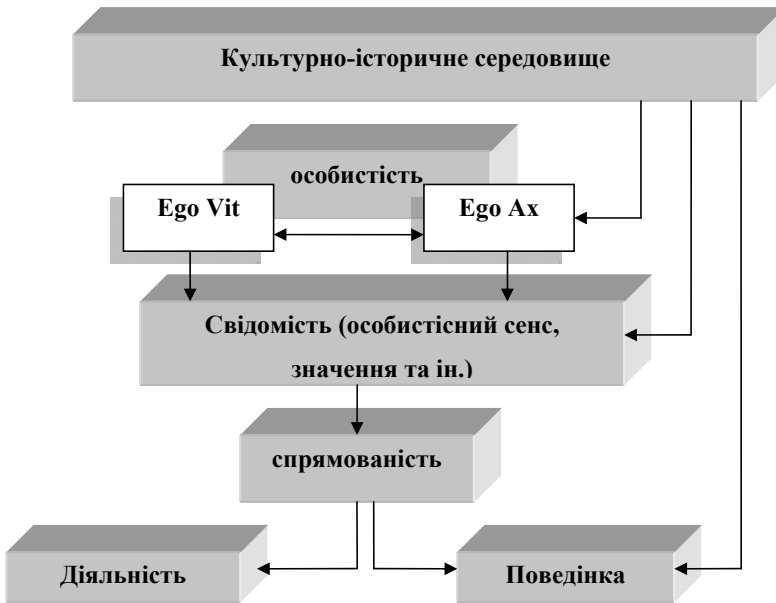 Культурно-історичне середовище
особистість
Ego Vit
Ego Ax
Свідомість (особистісний сенс,
значення та ін.)
спрямованість
Діяльність
Поведінка